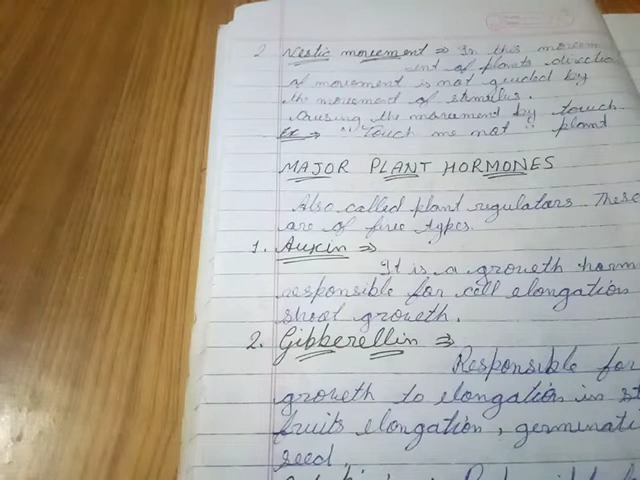 2 Nestic movement ⇒ In this movem
ent of plants directio
of movement is not guided by
the movement of stimulus.
causing the movement by touch
Ex ⇒ "Touch me not" plant
MAJOR PLANT HORMONES
Also called plant regulators. These
are of five types.
1. Auxin ⇒
It is a growth horm
responsible for cell elongation
shoot growth.
2. Gibberellin ⇒
Responsible for
growth to elongation in st
fruits elongation, germinati
seed.